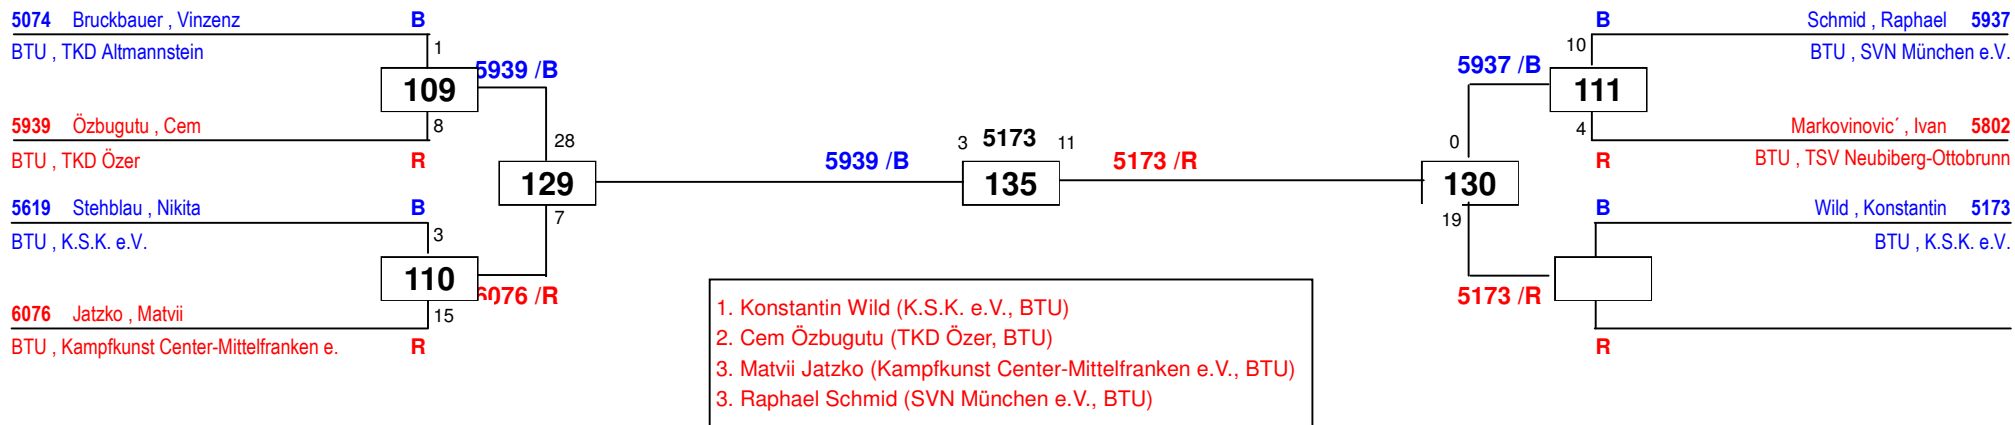 5074 Bruckbauer , Vinzenz B
BTU , TKD Altmannstein
1
5939 /B
109
5939 Özbugutu , Cem
8
BTU , TKD Özer R
28
129
7
5619 Stehblau , Nikita B
BTU , K.S.K. e.V.
3
110
6076 /R
6076 Jatzko , Matvii
15
BTU , Kampfkunst Center-Mittelfranken e. R
5939 /B
3 5173 11
135
5173 /R
B Schmid , Raphael 5937
10
BTU , SVN München e.V.
5937 /B
111
4
Markovinovic´ , Ivan 5802
R BTU , TSV Neubiberg-Ottobrunn
0
130
19
B Wild , Konstantin 5173
BTU , K.S.K. e.V.
5173 /R
R
1. Konstantin Wild (K.S.K. e.V., BTU)
2. Cem Özbugutu (TKD Özer, BTU)
3. Matvii Jatzko (Kampfkunst Center-Mittelfranken e.V., BTU)
3. Raphael Schmid (SVN München e.V., BTU)